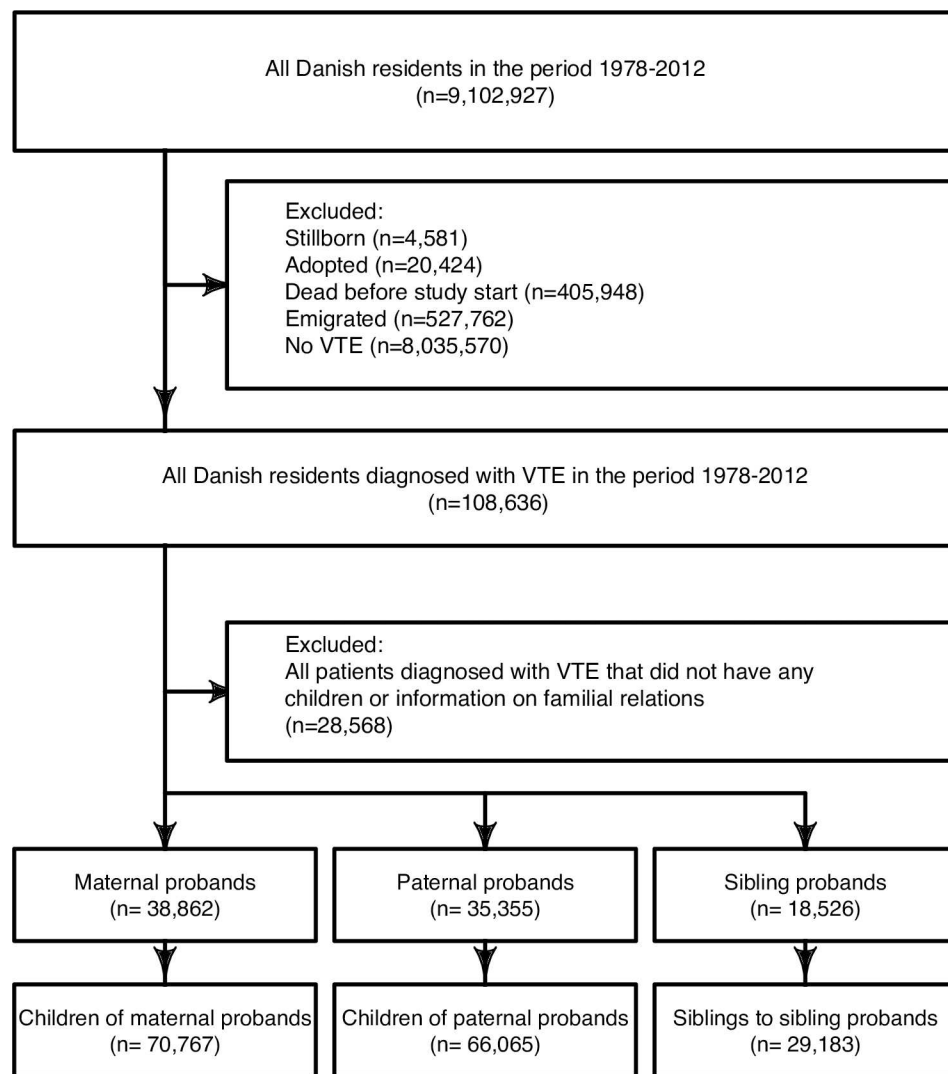 All Danish residents in the period 1978-2012
(n=9,102,927)
Excluded:
Stillborn (n=4,581)
Adopted (n=20,424)
Dead before study start (n=405,948)
Emigrated (n=527,762)
No VTE (n=8,035,570)
All Danish residents diagnosed with VTE in the period 1978-2012
(n=108,636)
Excluded:
All patients diagnosed with VTE that did not have any
children or information on familial relations
(n=28,568)
Maternal probands
(n= 38,862)
Paternal probands
(n= 35,355)
Sibling probands
(n= 18,526)
Children of maternal probands
(n= 70,767)
Children of paternal probands
(n= 66,065)
Siblings to sibling probands
(n= 29,183)